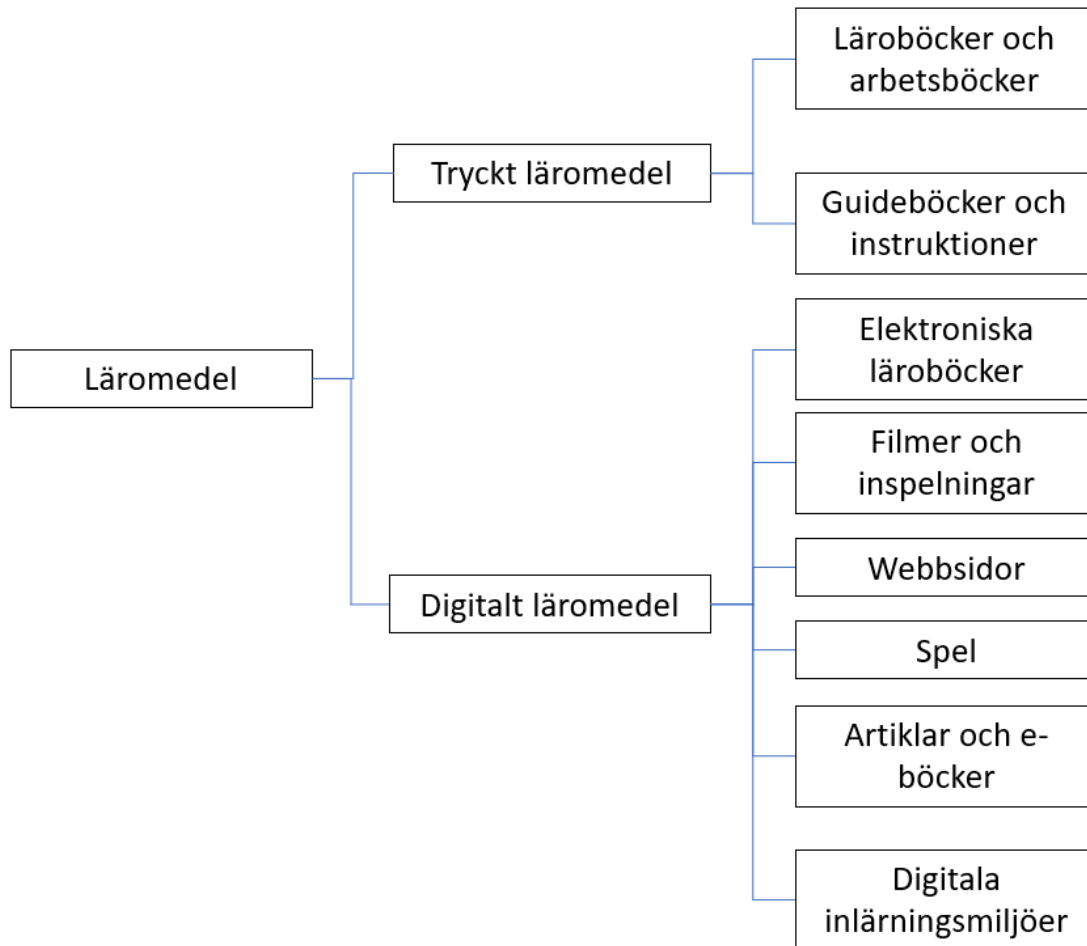 Läroböcker och
arbetsböcker
Tryckt läromedel
Guideböcker och
instruktioner
Elektroniska
läroböcker
Läromedel
Filmer och
inspelningar
Webbsidor
Digitalt läromedel
Spel
Artiklar och e-
böcker
Digitala
inlärningsmiljöer